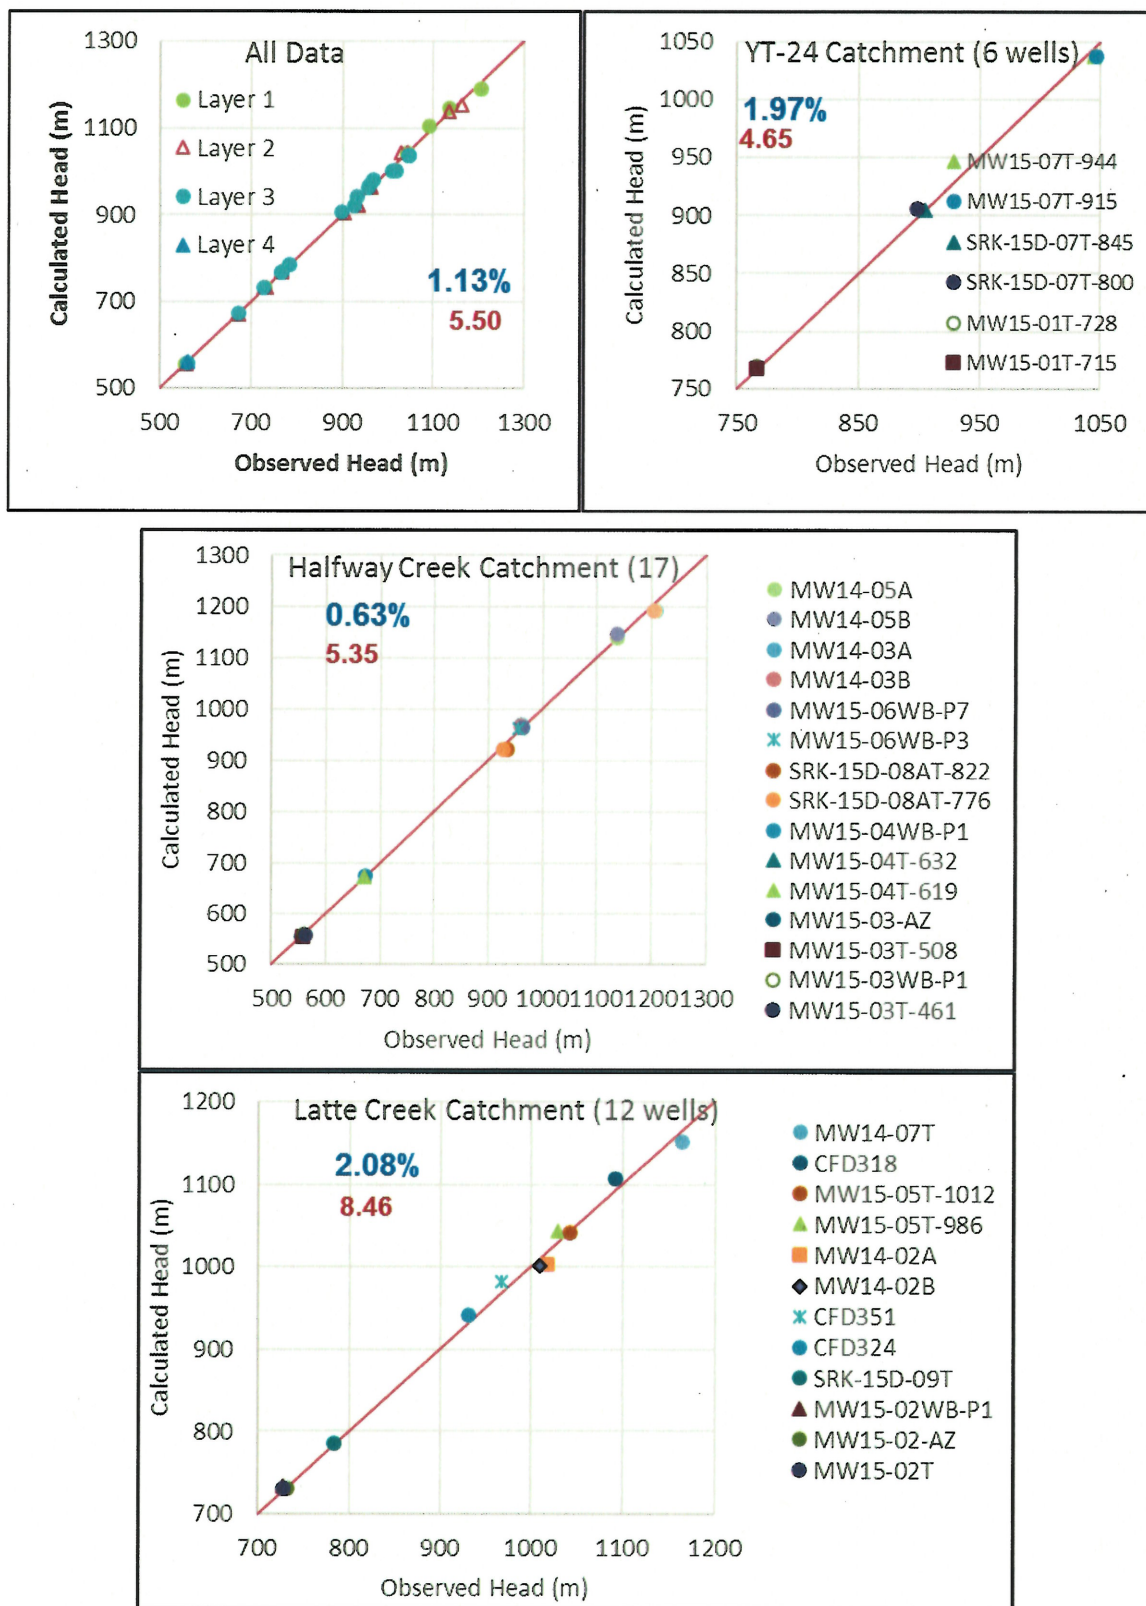 All Data
Calculated Head (m)
1300
1100
900
700
500
Layer 1
Layer 2
Layer 3
Layer 4
1.13%
5.50
500 700 900 1100 1300
Observed Head (m)
YT-24 Catchment (6 wells)
Calculated Head (m)
1050
1000
950
900
850
800
750
1.97%
4.65
MW15-07T-944
MW15-07T-915
SRK-15D-07T-845
SRK-15D-07T-800
MW15-01T-728
MW15-01T-715
750 850 950 1050
Observed Head (m)
Halfway Creek Catchment (17)
Calculated Head (m)
1300
1200
1100
1000
900
800
700
600
500
0.63%
5.35
500 600 700 800 900 1000 1100 1200 1300
Observed Head (m)
MW14-05A
MW14-05B
MW14-03A
MW14-03B
MW15-06WB-P7
MW15-06WB-P3
SRK-15D-08AT-822
SRK-15D-08AT-776
MW15-04WB-P1
MW15-04T-632
MW15-04T-619
MW15-03-AZ
MW15-03T-508
MW15-03WB-P1
MW15-03T-461
Latte Creek Catchment (12 wells)
Calculated Head (m)
1200
1100
1000
900
800
700
2.08%
8.46
700 800 900 1000 1100 1200
Observed Head (m)
MW14-07T
CFD318
MW15-05T-1012
MW15-05T-986
MW14-02A
MW14-02B
CFD351
CFD324
SRK-15D-09T
MW15-02WB-P1
MW15-02-AZ
MW15-02T